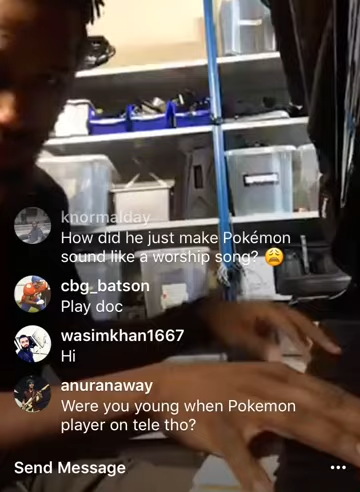 knormalday
How did he just make Pokémon
sound like a worship song? 😩
cbg_batson
Play doc
wasimkhan1667
Hi
anuranaway
Were you young when Pokemon
player on tele tho?
Send Message